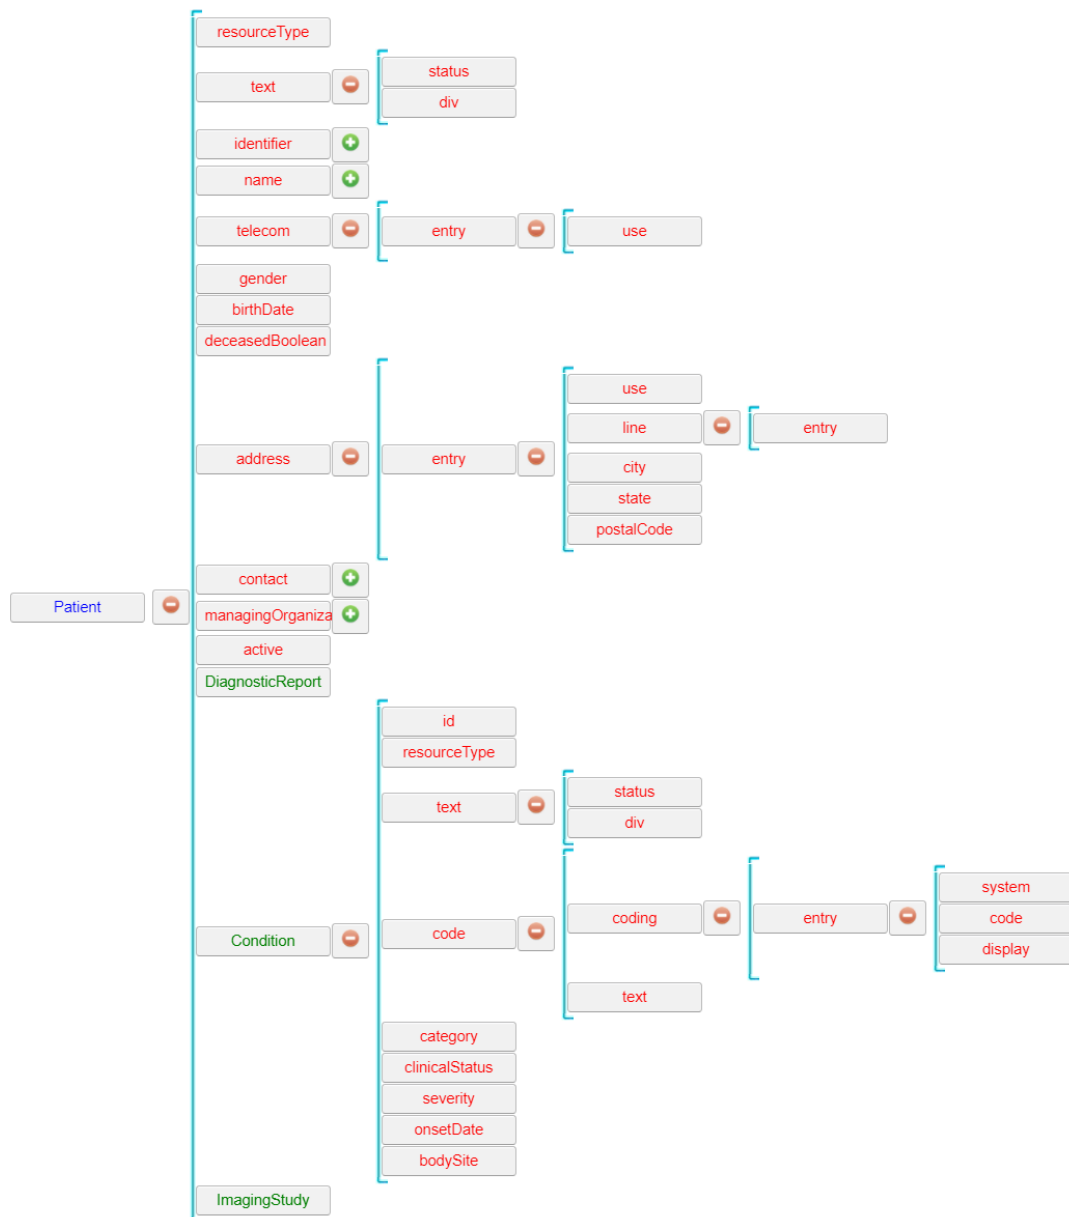 resourceType
text
status
div
identifier
name
telecom
entry
use
gender
birthDate
deceasedBoolean
address
entry
use
line
entry
city
state
postalCode
Patient
contact
managingOrganiza
active
DiagnosticReport
Condition
id
resourceType
text
status
div
code
coding
entry
system
code
display
text
category
clinicalStatus
severity
onsetDate
bodySite
ImagingStudy